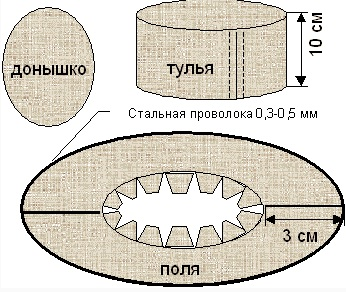 донышко
тулья
10 см
Стальная проволока 0,3-0,5 мм
3 см
поля